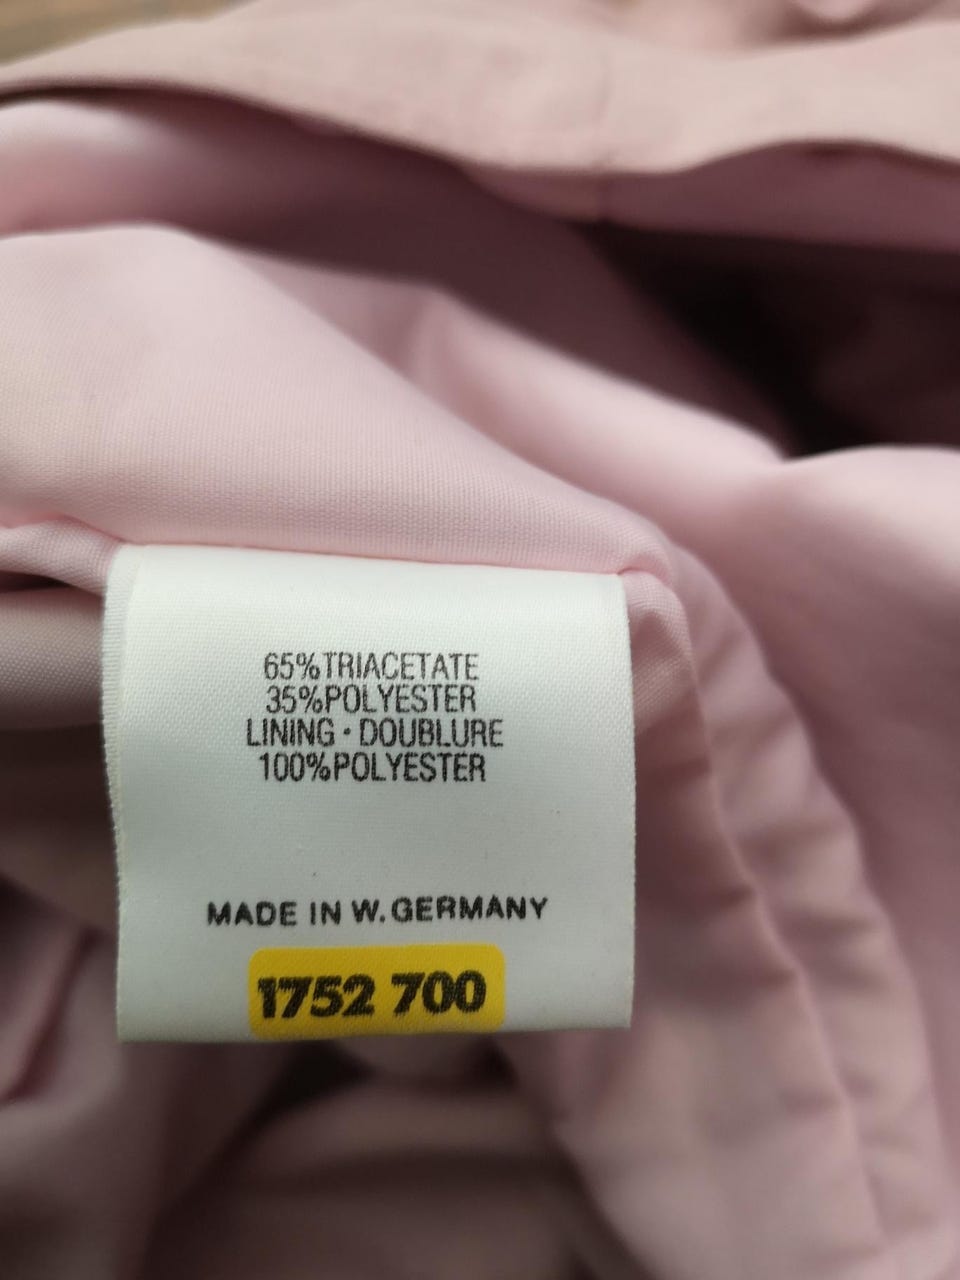 65%TRIACETATE
35%POLYESTER
LINING · DOUBLURE
100%POLYESTER
MADE IN W. GERMANY
1752 700